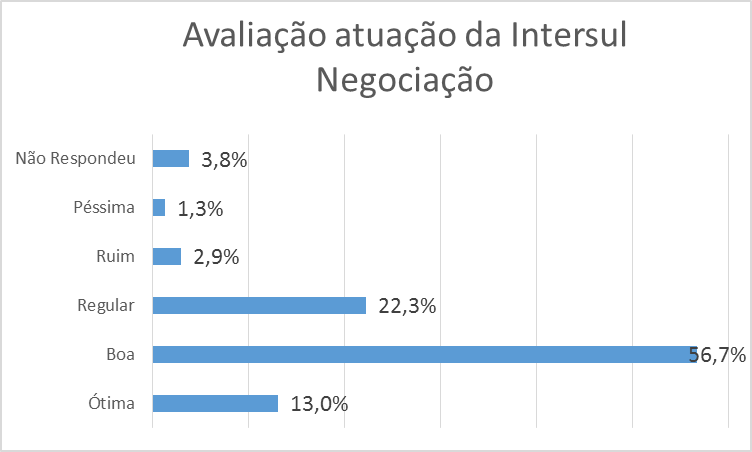 Avaliação atuação da Intersul
Negociação
Não Respondeu 3,8%
Péssima 1,3%
Ruim 2,9%
Regular 22,3%
Boa 56,7%
Ótima 13,0%